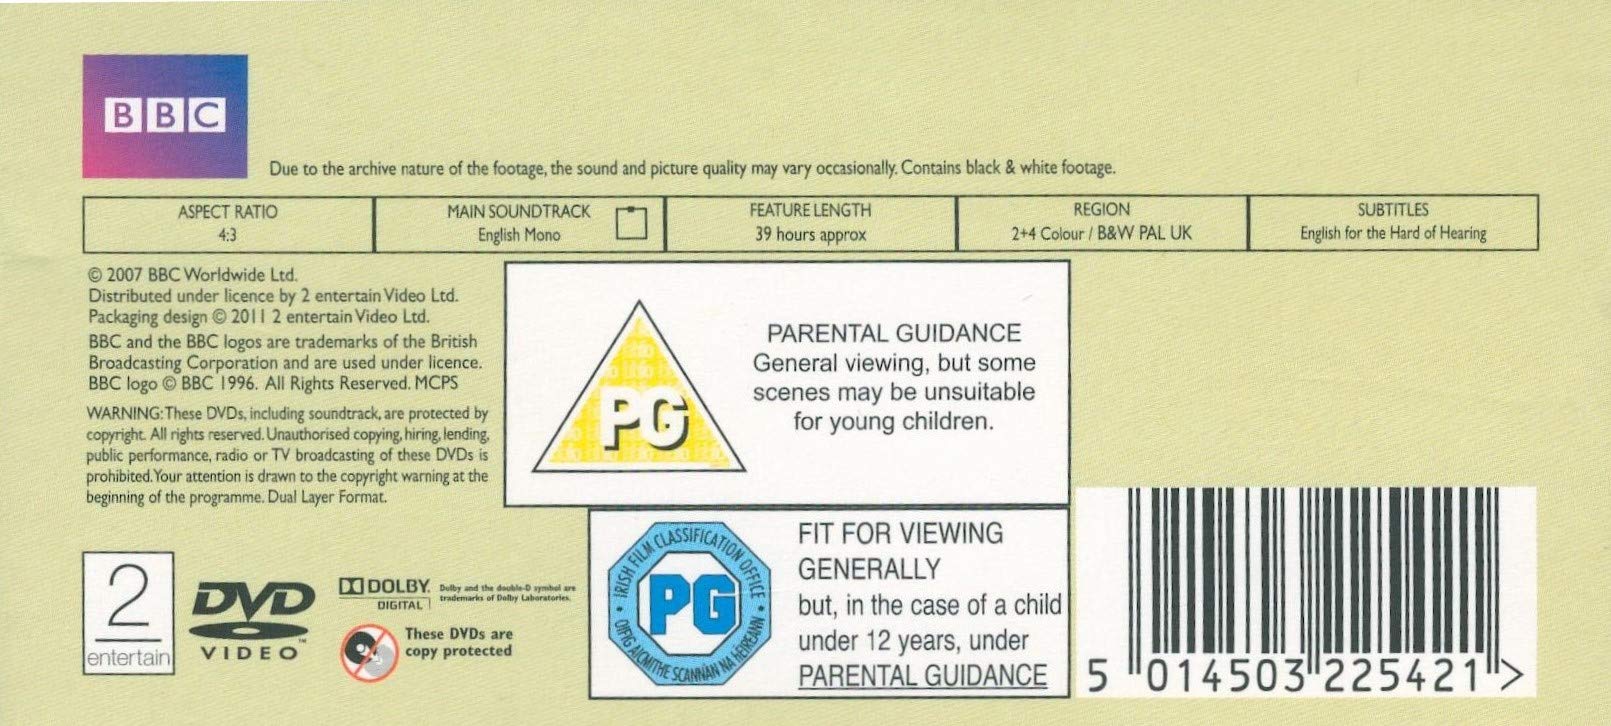 BBC
Due to the archive nature of the footage, the sound and picture quality may vary occasionally. Contains black & white footage.
ASPECT RATIO
4:3
MAIN SOUNDTRACK
English Mono
FEATURE LENGTH
39 hours approx
REGION
2+4 Colour / B&W PAL UK
SUBTITLES
English for the Hard of Hearing
© 2007 BBC Worldwide Ltd.
Distributed under licence by 2 entertain Video Ltd.
Packaging design © 2011 2 entertain Video Ltd.
BBC and the BBC logos are trademarks of the British
Broadcasting Corporation and are used under licence.
BBC logo © BBC 1996. All Rights Reserved. MCPS
WARNING: These DVDs, including soundtrack, are protected by
copyright. All rights reserved. Unauthorised copying, hiring, lending,
public performance, radio or TV broadcasting of these DVDs is
prohibited. Your attention is drawn to the copyright warning at the
beginning of the programme. Dual Layer Format.
PG
PARENTAL GUIDANCE
General viewing, but some
scenes may be unsuitable
for young children.
IRISH FILM CLASSIFICATION OFFICE
PG
OIFIG AICMITHE SCANNÁN NA hÉIREANN
FIT FOR VIEWING
GENERALLY
but, in the case of a child
under 12 years, under
PARENTAL GUIDANCE
2
entertain
DVD
VIDEO™
DOLBY
DIGITAL
Dolby and the double-D symbol are
trademarks of Dolby Laboratories.
These DVDs are
copy protected
5 014503 225421 >